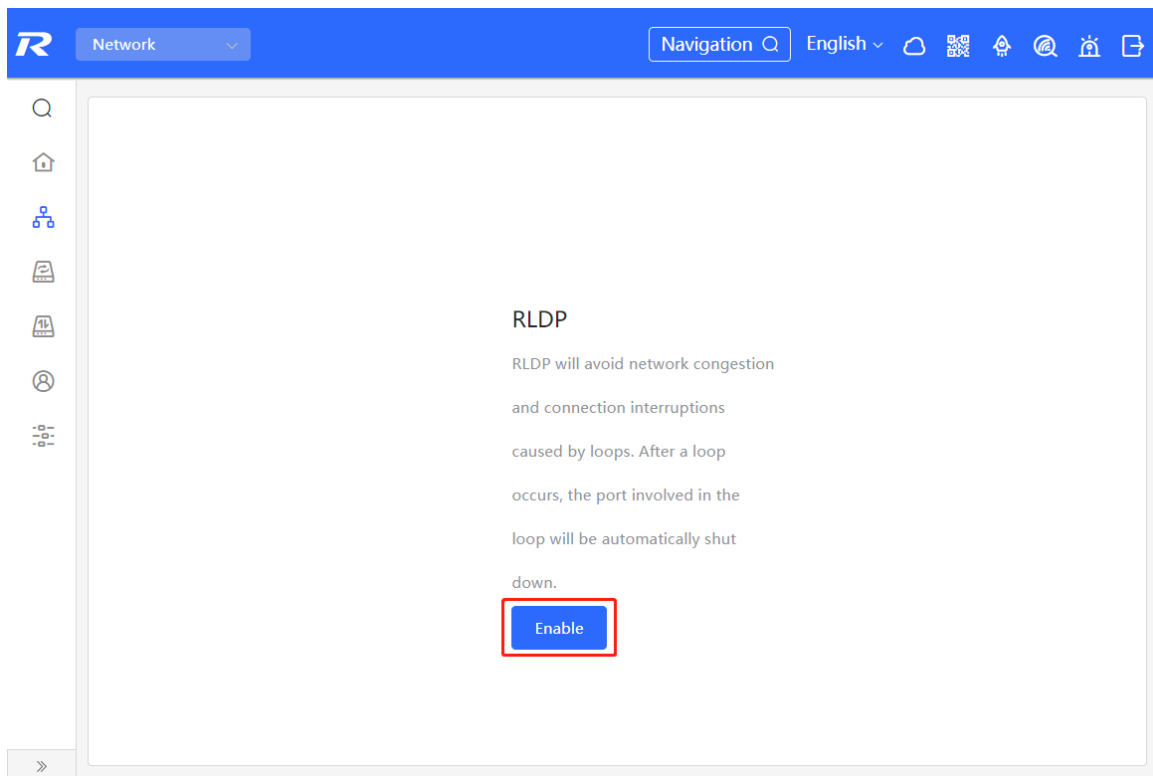 Network
Navigation
English
RLDP
RLDP will avoid network congestion
and connection interruptions
caused by loops. After a loop
occurs, the port involved in the
loop will be automatically shut
down.
Enable